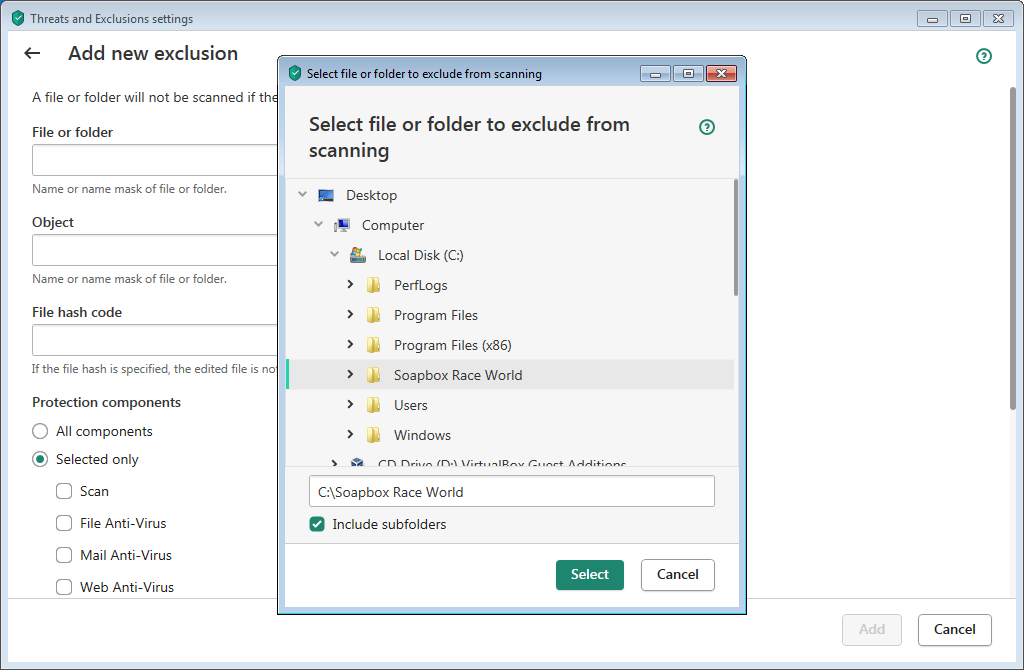 Threats and Exclusions settings
Add new exclusion
A file or folder will not be scanned if the
File or folder
Name or name mask of file or folder.
Object
Name or name mask of file or folder.
File hash code
If the file hash is specified, the edited file is no
Protection components
All components
Selected only
Scan
File Anti-Virus
Mail Anti-Virus
Web Anti-Virus
Add
Cancel
Select file or folder to exclude from scanning
Select file or folder to exclude from
scanning
Desktop
Computer
Local Disk (C:)
PerfLogs
Program Files
Program Files (x86)
Soapbox Race World
Users
Windows
CD Drive (D:) VirtualBox Guest Additions
C:\Soapbox Race World
Include subfolders
Select
Cancel